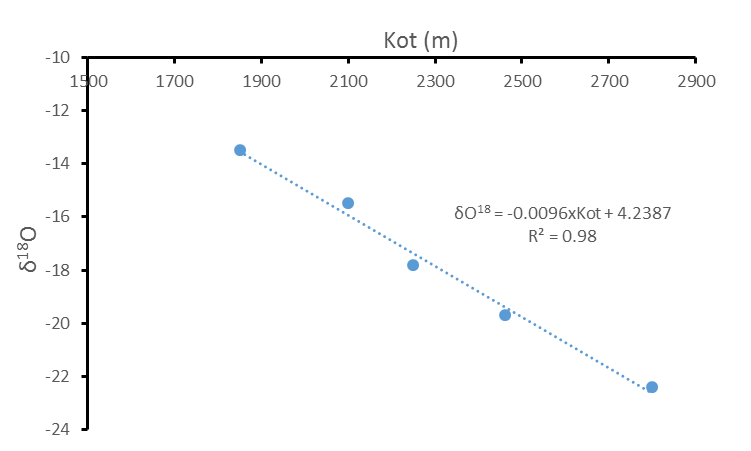 Kot (m)
-10
1500 1700 1900 2100 2300 2500 2700 2900
-12
-14
-16
-18
-20
-22
-24
δ¹⁸O
δO¹⁸ = -0.0096xKot + 4.2387
R² = 0.98